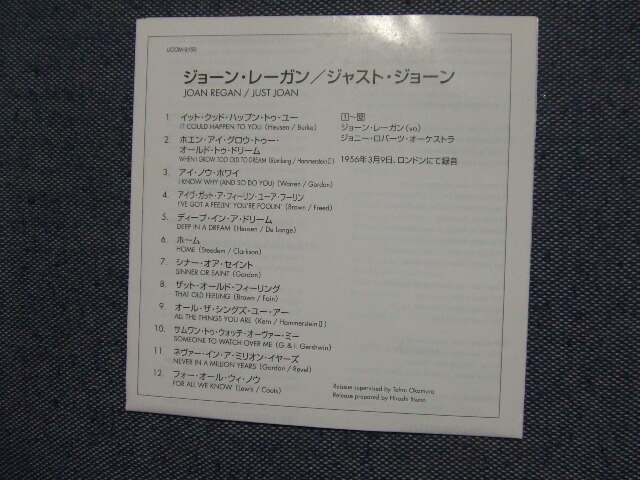 UCCM-9150
ジョーン・レーガン／ジャスト・ジョーン
JOAN REGAN / JUST JOAN
1. イット・クッド・ハップン・トゥ・ユー
IT COULD HAPPEN TO YOU (Heusen / Burke)
2. ホエン・アイ・グロウ・トゥー・
オールド・トゥ・ドリーム
WHEN I GROW TOO OLD TO DREAM (Romberg / HammersteinⅡ)
3. アイ・ノウ・ホワイ
I KNOW WHY (AND SO DO YOU) (Warren / Gordon)
4. アイヴ・ガット・ア・フィーリン・ユーア・フーリン
I'VE GOT A FEELIN' YOU'RE FOOLIN' (Brown / Freed)
5. ディープ・イン・ア・ドリーム
DEEP IN A DREAM (Heusen / De Lange)
6. ホーム
HOME (Steedem / Clarkson)
7. シナー・オア・セイント
SINNER OR SAINT (Gordon)
8. ザット・オールド・フィーリング
THAT OLD FEELING (Brown / Fain)
9. オール・ザ・シングズ・ユー・アー
ALL THE THINGS YOU ARE (Kern / HammersteinⅡ)
10. サムワン・トゥ・ウォッチ・オーヴァー・ミー
SOMEONE TO WATCH OVER ME (G. & I. Gershwin)
11. ネヴァー・イン・ア・ミリオン・イヤーズ
NEVER IN A MILLION YEARS (Gordon / Revel)
12. フォー・オール・ウィ・ノウ
FOR ALL WE KNOW (Lewis / Coots)
1～12
ジョーン・レーガン(vo)
ジョニー・ロバーツ・オーケストラ
1956年3月9日、ロンドンにて録音
Release supervised by Tohru Okamura
Release prepared by Hiroshi Itsuno